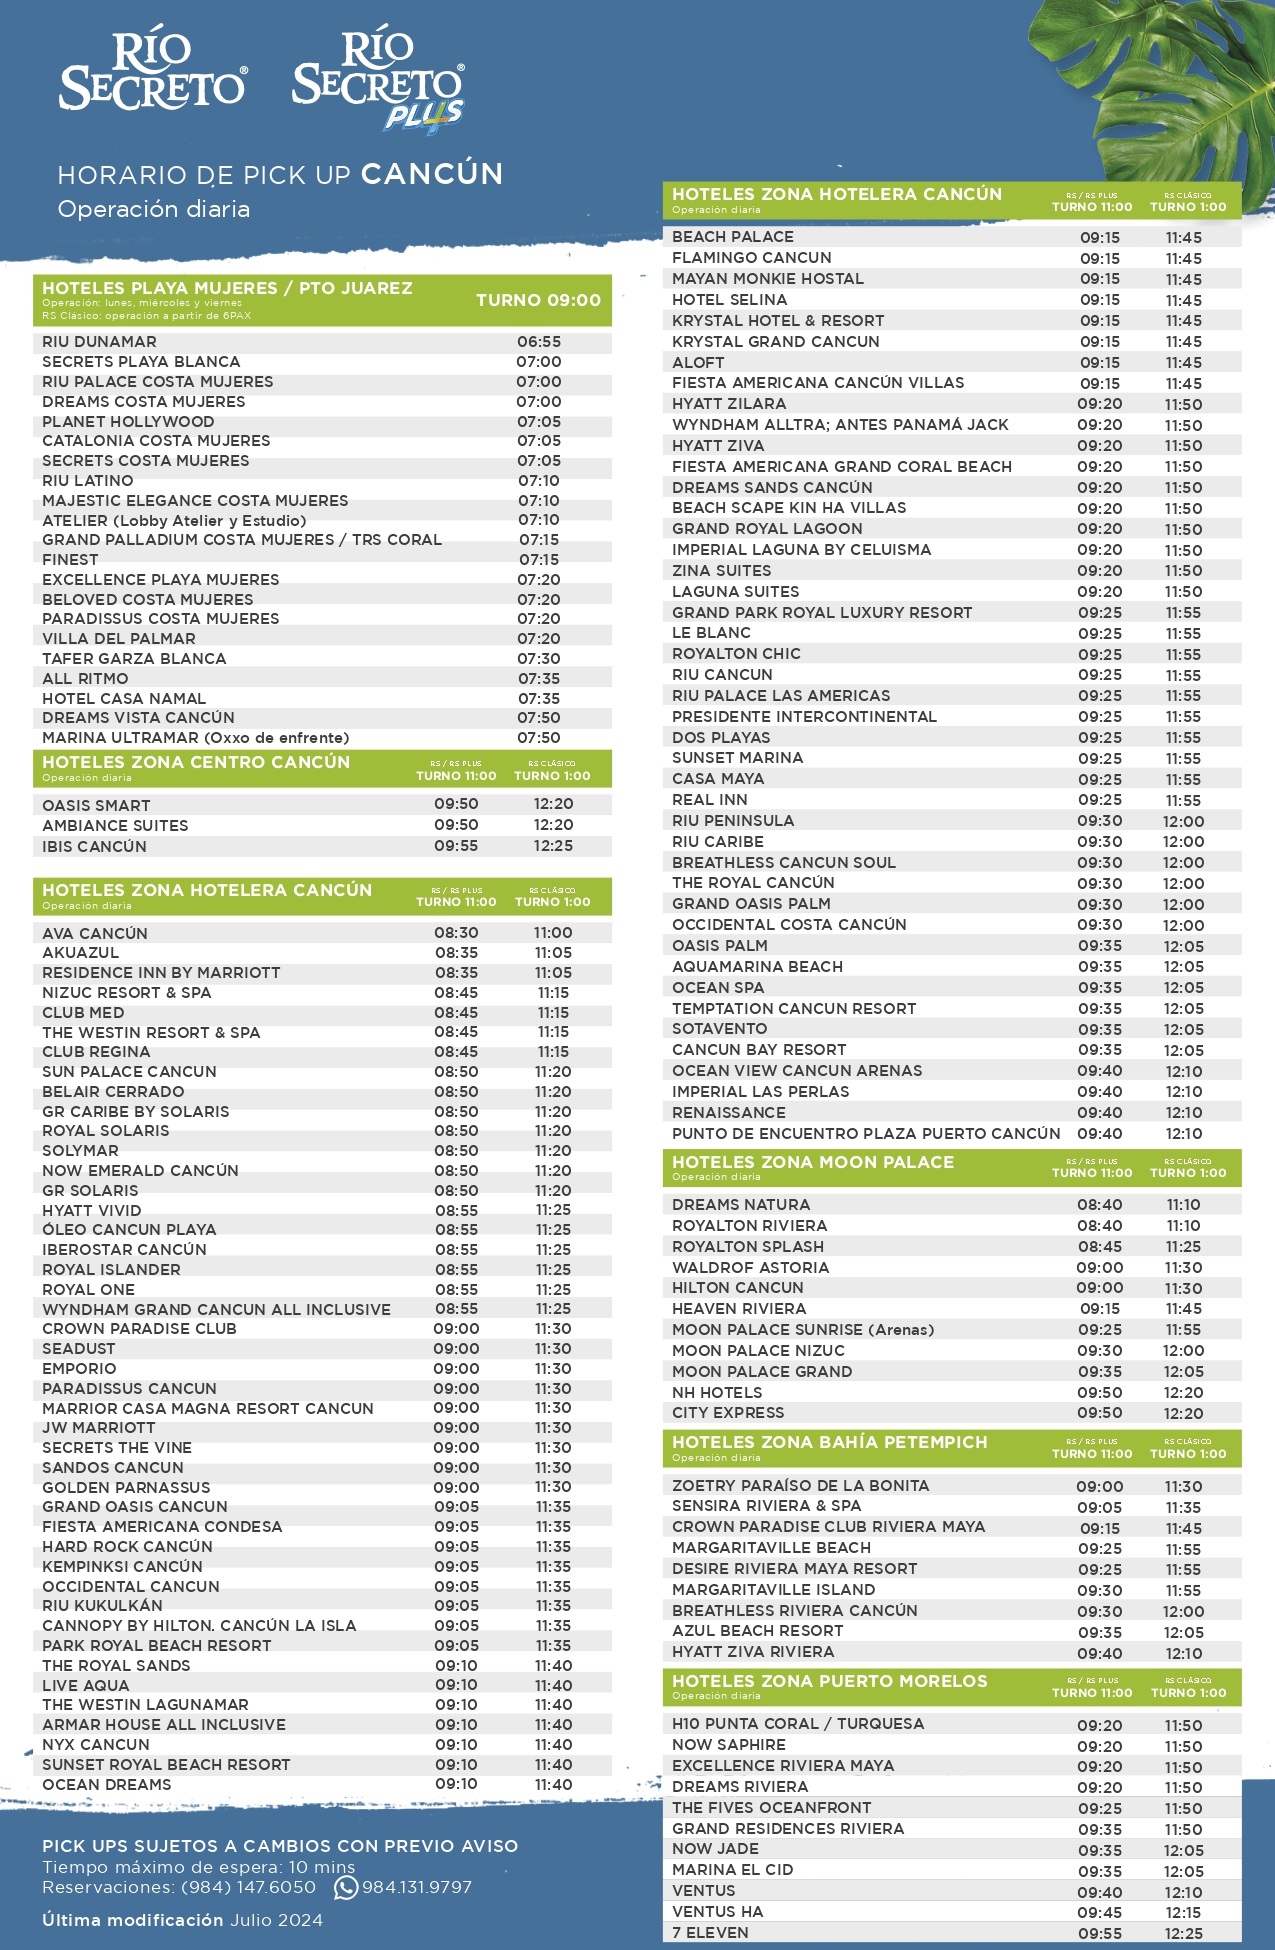 RÍO
SECRETO®
RÍO
SECRETO®
PLUS
HORARIO DE PICK UP CANCÚN
Operación diaria
HOTELES PLAYA MUJERES / PTO JUAREZ TURNO 09:00
Operación: lunes, miércoles y viernes
RS Clásico: operación a partir de 6PAX
RIU DUNAMAR 06:55
SECRETS PLAYA BLANCA 07:00
RIU PALACE COSTA MUJERES 07:00
DREAMS COSTA MUJERES 07:00
PLANET HOLLYWOOD 07:05
CATALONIA COSTA MUJERES 07:05
SECRETS COSTA MUJERES 07:05
RIU LATINO 07:10
MAJESTIC ELEGANCE COSTA MUJERES 07:10
ATELIER (Lobby Atelier y Estudio) 07:10
GRAND PALLADIUM COSTA MUJERES / TRS CORAL 07:15
FINEST 07:15
EXCELLENCE PLAYA MUJERES 07:20
BELOVED COSTA MUJERES 07:20
PARADISSUS COSTA MUJERES 07:20
VILLA DEL PALMAR 07:20
TAFER GARZA BLANCA 07:30
ALL RITMO 07:35
HOTEL CASA NAMAL 07:35
DREAMS VISTA CANCÚN 07:50
MARINA ULTRAMAR (Oxxo de enfrente) 07:50
HOTELES ZONA CENTRO CANCÚN RS / RS PLUS RS CLÁSICO
Operación diaria TURNO 11:00 TURNO 1:00
OASIS SMART 09:50 12:20
AMBIANCE SUITES 09:50 12:20
IBIS CANCÚN 09:55 12:25
HOTELES ZONA HOTELERA CANCÚN RS / RS PLUS RS CLÁSICO
Operación diaria TURNO 11:00 TURNO 1:00
AVA CANCÚN 08:30 11:00
AKUAZUL 08:35 11:05
RESIDENCE INN BY MARRIOTT 08:35 11:05
NIZUC RESORT & SPA 08:45 11:15
CLUB MED 08:45 11:15
THE WESTIN RESORT & SPA 08:45 11:15
CLUB REGINA 08:45 11:15
SUN PALACE CANCUN 08:50 11:20
BELAIR CERRADO 08:50 11:20
GR CARIBE BY SOLARIS 08:50 11:20
ROYAL SOLARIS 08:50 11:20
SOLYMAR 08:50 11:20
NOW EMERALD CANCÚN 08:50 11:20
GR SOLARIS 08:50 11:20
HYATT VIVID 08:55 11:25
ÓLEO CANCUN PLAYA 08:55 11:25
IBEROSTAR CANCÚN 08:55 11:25
ROYAL ISLANDER 08:55 11:25
ROYAL ONE 08:55 11:25
WYNDHAM GRAND CANCUN ALL INCLUSIVE 08:55 11:25
CROWN PARADISE CLUB 09:00 11:30
SEADUST 09:00 11:30
EMPORIO 09:00 11:30
PARADISSUS CANCUN 09:00 11:30
MARRIOR CASA MAGNA RESORT CANCUN 09:00 11:30
JW MARRIOTT 09:00 11:30
SECRETS THE VINE 09:00 11:30
SANDOS CANCUN 09:00 11:30
GOLDEN PARNASSUS 09:00 11:30
GRAND OASIS CANCUN 09:05 11:35
FIESTA AMERICANA CONDESA 09:05 11:35
HARD ROCK CANCÚN 09:05 11:35
KEMPINKSI CANCÚN 09:05 11:35
OCCIDENTAL CANCUN 09:05 11:35
RIU KUKULKÁN 09:05 11:35
CANNOPY BY HILTON. CANCÚN LA ISLA 09:05 11:35
PARK ROYAL BEACH RESORT 09:05 11:35
THE ROYAL SANDS 09:10 11:40
LIVE AQUA 09:10 11:40
THE WESTIN LAGUNAMAR 09:10 11:40
ARMAR HOUSE ALL INCLUSIVE 09:10 11:40
NYX CANCUN 09:10 11:40
SUNSET ROYAL BEACH RESORT 09:10 11:40
OCEAN DREAMS 09:10 11:40
PICK UPS SUJETOS A CAMBIOS CON PREVIO AVISO
Tiempo máximo de espera: 10 mins
Reservaciones: (984) 147.6050 984.131.9797
Última modificación Julio 2024
HOTELES ZONA HOTELERA CANCÚN RS / RS PLUS RS CLÁSICO
Operación diaria TURNO 11:00 TURNO 1:00
BEACH PALACE 09:15 11:45
FLAMINGO CANCUN 09:15 11:45
MAYAN MONKIE HOSTAL 09:15 11:45
HOTEL SELINA 09:15 11:45
KRYSTAL HOTEL & RESORT 09:15 11:45
KRYSTAL GRAND CANCUN 09:15 11:45
ALOFT 09:15 11:45
FIESTA AMERICANA CANCÚN VILLAS 09:15 11:45
HYATT ZILARA 09:20 11:50
WYNDHAM ALLTRA; ANTES PANAMÁ JACK 09:20 11:50
HYATT ZIVA 09:20 11:50
FIESTA AMERICANA GRAND CORAL BEACH 09:20 11:50
DREAMS SANDS CANCÚN 09:20 11:50
BEACH SCAPE KIN HA VILLAS 09:20 11:50
GRAND ROYAL LAGOON 09:20 11:50
IMPERIAL LAGUNA BY CELUISMA 09:20 11:50
ZINA SUITES 09:20 11:50
LAGUNA SUITES 09:20 11:50
GRAND PARK ROYAL LUXURY RESORT 09:25 11:55
LE BLANC 09:25 11:55
ROYALTON CHIC 09:25 11:55
RIU CANCUN 09:25 11:55
RIU PALACE LAS AMERICAS 09:25 11:55
PRESIDENTE INTERCONTINENTAL 09:25 11:55
DOS PLAYAS 09:25 11:55
SUNSET MARINA 09:25 11:55
CASA MAYA 09:25 11:55
REAL INN 09:25 11:55
RIU PENINSULA 09:30 12:00
RIU CARIBE 09:30 12:00
BREATHLESS CANCUN SOUL 09:30 12:00
THE ROYAL CANCÚN 09:30 12:00
GRAND OASIS PALM 09:30 12:00
OCCIDENTAL COSTA CANCÚN 09:30 12:00
OASIS PALM 09:35 12:05
AQUAMARINA BEACH 09:35 12:05
OCEAN SPA 09:35 12:05
TEMPTATION CANCUN RESORT 09:35 12:05
SOTAVENTO 09:35 12:05
CANCUN BAY RESORT 09:35 12:05
OCEAN VIEW CANCUN ARENAS 09:40 12:10
IMPERIAL LAS PERLAS 09:40 12:10
RENAISSANCE 09:40 12:10
PUNTO DE ENCUENTRO PLAZA PUERTO CANCÚN 09:40 12:10
HOTELES ZONA MOON PALACE RS / RS PLUS RS CLÁSICO
Operación diaria TURNO 11:00 TURNO 1:00
DREAMS NATURA 08:40 11:10
ROYALTON RIVIERA 08:40 11:10
ROYALTON SPLASH 08:45 11:25
WALDROF ASTORIA 09:00 11:30
HILTON CANCUN 09:00 11:30
HEAVEN RIVIERA 09:15 11:45
MOON PALACE SUNRISE (Arenas) 09:25 11:55
MOON PALACE NIZUC 09:30 12:00
MOON PALACE GRAND 09:35 12:05
NH HOTELS 09:50 12:20
CITY EXPRESS 09:50 12:20
HOTELES ZONA BAHÍA PETEMPICH RS / RS PLUS RS CLÁSICO
Operación diaria TURNO 11:00 TURNO 1:00
ZOETRY PARAÍSO DE LA BONITA 09:00 11:30
SENSIRA RIVIERA & SPA 09:05 11:35
CROWN PARADISE CLUB RIVIERA MAYA 09:15 11:45
MARGARITAVILLE BEACH 09:25 11:55
DESIRE RIVIERA MAYA RESORT 09:25 11:55
MARGARITAVILLE ISLAND 09:30 11:55
BREATHLESS RIVIERA CANCÚN 09:30 12:00
AZUL BEACH RESORT 09:35 12:05
HYATT ZIVA RIVIERA 09:40 12:10
HOTELES ZONA PUERTO MORELOS RS / RS PLUS RS CLÁSICO
Operación diaria TURNO 11:00 TURNO 1:00
H10 PUNTA CORAL / TURQUESA 09:20 11:50
NOW SAPHIRE 09:20 11:50
EXCELLENCE RIVIERA MAYA 09:20 11:50
DREAMS RIVIERA 09:20 11:50
THE FIVES OCEANFRONT 09:25 11:50
GRAND RESIDENCES RIVIERA 09:35 11:50
NOW JADE 09:35 12:05
MARINA EL CID 09:35 12:05
VENTUS 09:40 12:10
VENTUS HA 09:45 12:15
7 ELEVEN 09:55 12:25